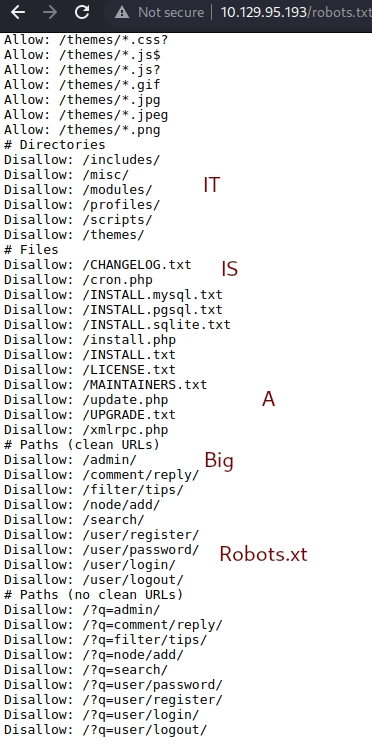 Not secure | 10.129.95.193/robots.txt
Allow: /themes/*.css?
Allow: /themes/*.js$
Allow: /themes/*.js?
Allow: /themes/*.gif
Allow: /themes/*.jpg
Allow: /themes/*.jpeg
Allow: /themes/*.png
# Directories
Disallow: /includes/
Disallow: /misc/
Disallow: /modules/
IT
Disallow: /profiles/
Disallow: /scripts/
Disallow: /themes/
# Files
Disallow: /CHANGELOG.txt
IS
Disallow: /cron.php
Disallow: /INSTALL.mysql.txt
Disallow: /INSTALL.pgsql.txt
Disallow: /INSTALL.sqlite.txt
Disallow: /install.php
Disallow: /INSTALL.txt
Disallow: /LICENSE.txt
Disallow: /MAINTAINERS.txt
A
Disallow: /update.php
Disallow: /UPGRADE.txt
Disallow: /xmlrpc.php
# Paths (clean URLs)
Disallow: /admin/
Big
Disallow: /comment/reply/
Disallow: /filter/tips/
Disallow: /node/add/
Disallow: /search/
Disallow: /user/register/
Disallow: /user/password/
Robots.xt
Disallow: /user/login/
Disallow: /user/logout/
# Paths (no clean URLs)
Disallow: /?q=admin/
Disallow: /?q=comment/reply/
Disallow: /?q=filter/tips/
Disallow: /?q=node/add/
Disallow: /?q=search/
Disallow: /?q=user/password/
Disallow: /?q=user/register/
Disallow: /?q=user/login/
Disallow: /?q=user/logout/